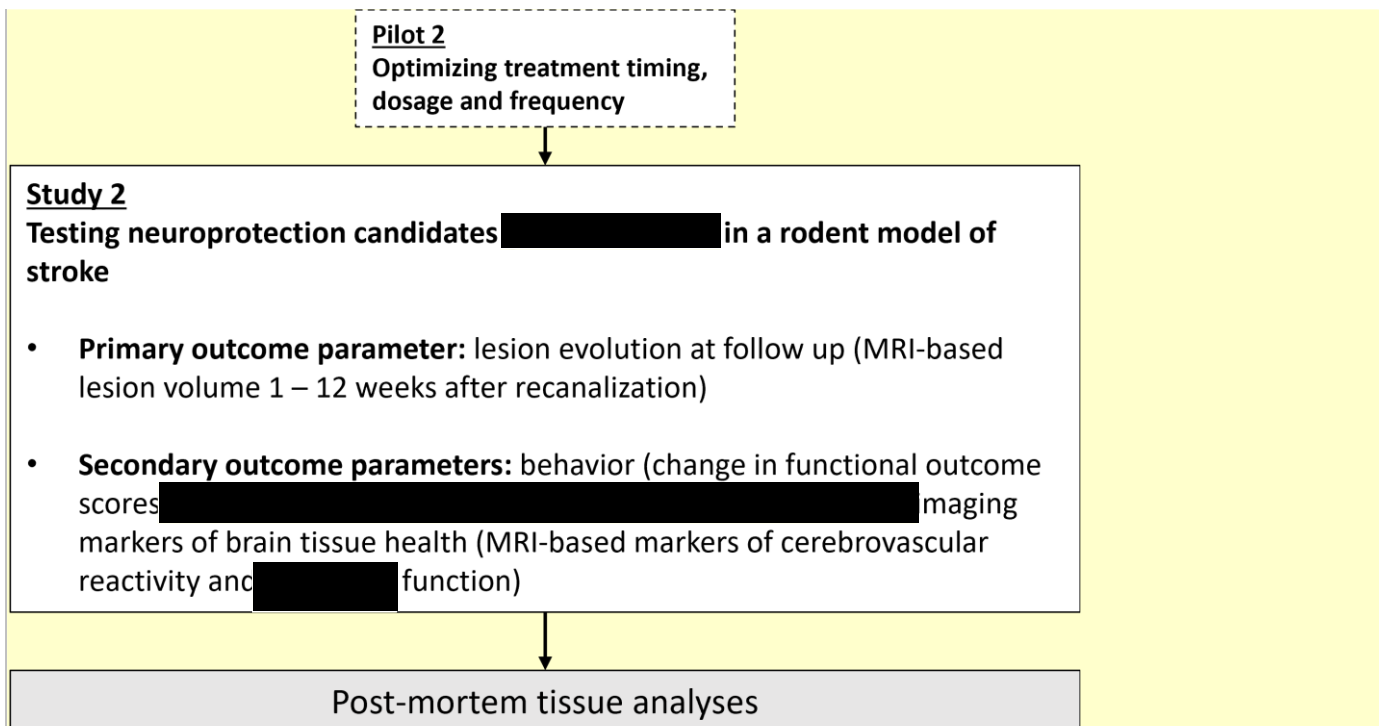 Pilot 2
Optimizing treatment timing,
dosage and frequency
Study 2
Testing neuroprotection candidates in a rodent model of
stroke
• Primary outcome parameter: lesion evolution at follow up (MRI-based
lesion volume 1 – 12 weeks after recanalization)
• Secondary outcome parameters: behavior (change in functional outcome
scores imaging
markers of brain tissue health (MRI-based markers of cerebrovascular
reactivity and function)
Post-mortem tissue analyses